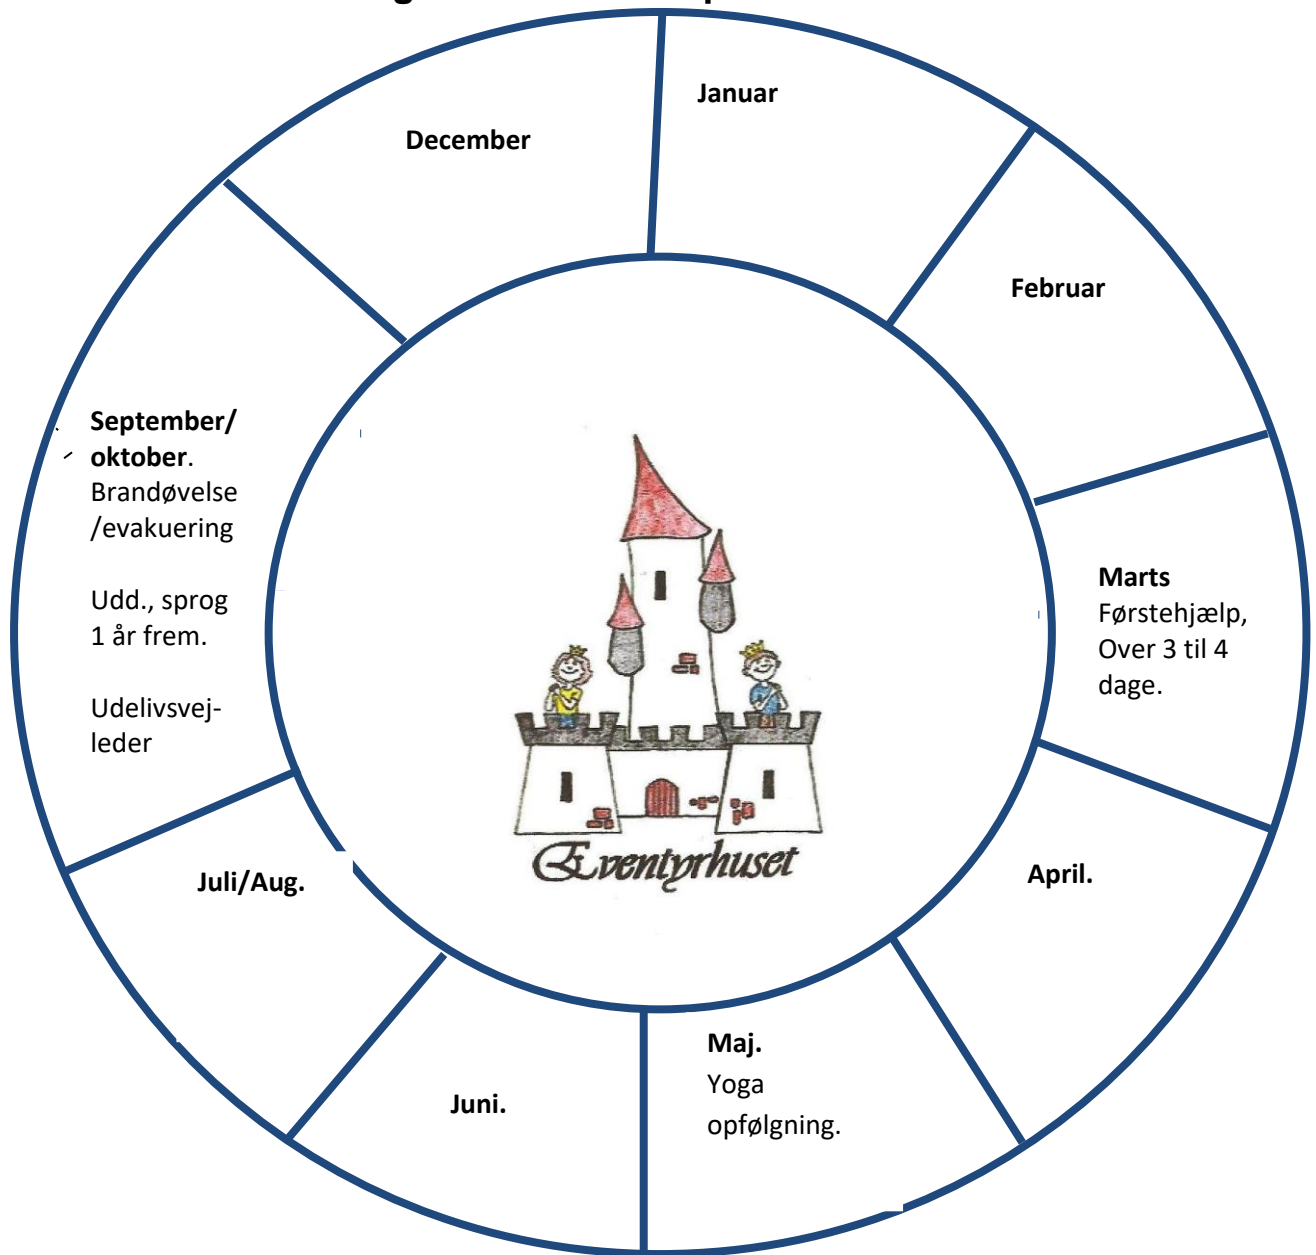 Januar
Februar
Marts
Førstehjælp,
Over 3 til 4
dage.
April.
Maj.
Yoga
opfølgning.
Juni.
Juli/Aug.
September/
oktober.
Brandøvelse
/evakuering
Udd., sprog
1 år frem.
Udelivsvej-
leder
December
Eventyrhuset